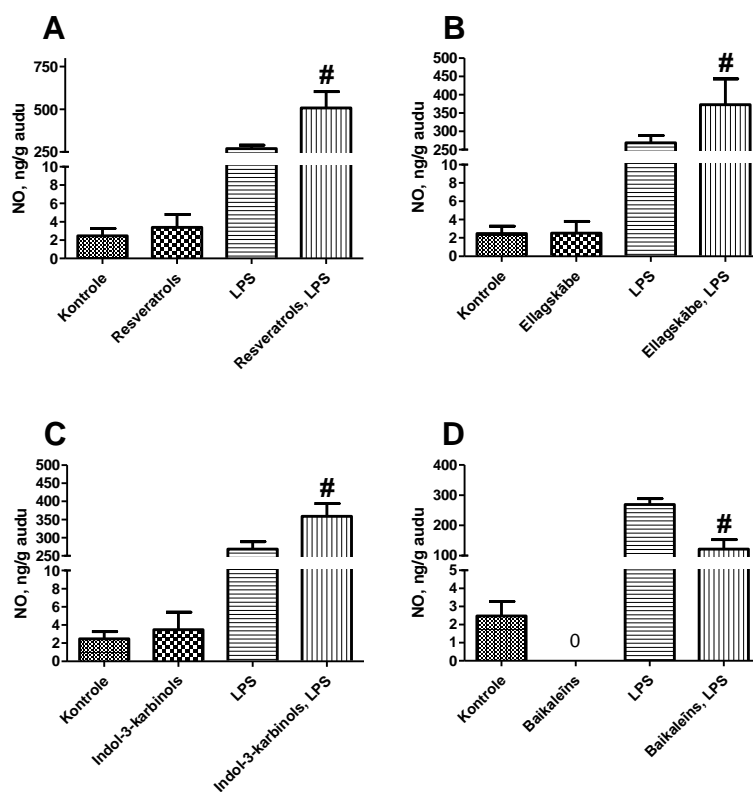 A
NO, ng/g audu
750
500
250
10
8
6
4
2
0
#
Kontrole
Resveratrols
LPS
Resveratrols, LPS
B
NO, ng/g audu
500
450
400
350
300
250
10
8
6
4
2
0
#
Kontrole
Ellagskābe
LPS
Ellagskābe, LPS
C
NO, ng/g audu
500
450
400
350
300
250
10
8
6
4
2
0
#
Kontrole
Indol-3-karbinols
LPS
Indol-3-karbinols, LPS
D
NO, ng/g audu
400
300
200
100
5
4
3
2
1
0
0
#
Kontrole
Baikaleīns
LPS
Baikaleīns, LPS